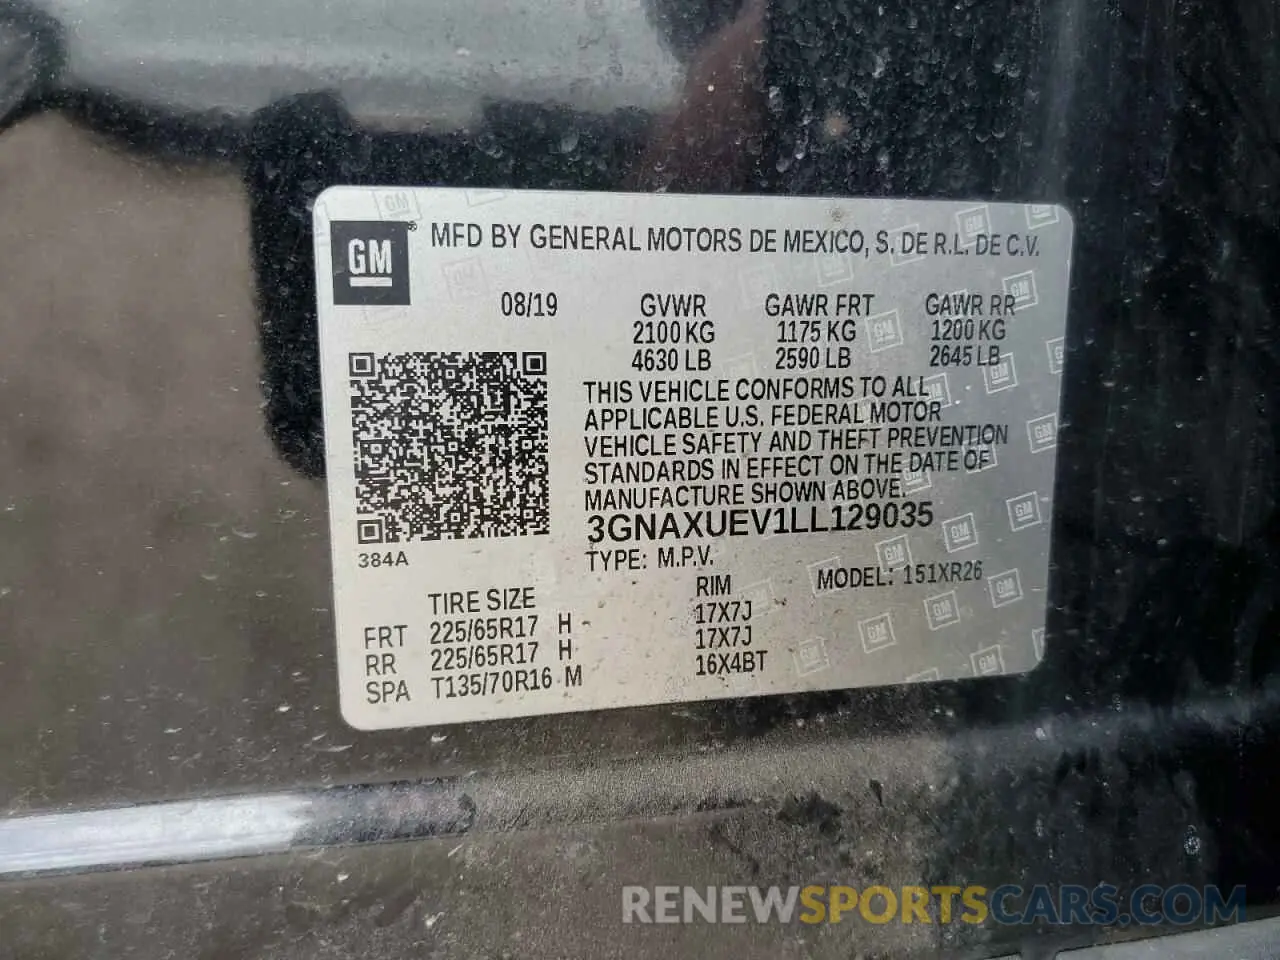 GM® MFD BY GENERAL MOTORS DE MEXICO, S. DE R.L. DE C.V.
08/19 GVWR GAWR FRT GAWR RR
2100 KG 1175 KG 1200 KG
4630 LB 2590 LB 2645 LB
THIS VEHICLE CONFORMS TO ALL
APPLICABLE U.S. FEDERAL MOTOR
VEHICLE SAFETY AND THEFT PREVENTION
STANDARDS IN EFFECT ON THE DATE OF
MANUFACTURE SHOWN ABOVE.
3GNAXUEV1LL129035
384A
TYPE: M.P.V.
MODEL: 151XR26
TIRE SIZE RIM
FRT 225/65R17 H 17X7J
RR 225/65R17 H 17X7J
SPA T135/70R16 M 16X4BT
RENEWSPORTSCARS.COM